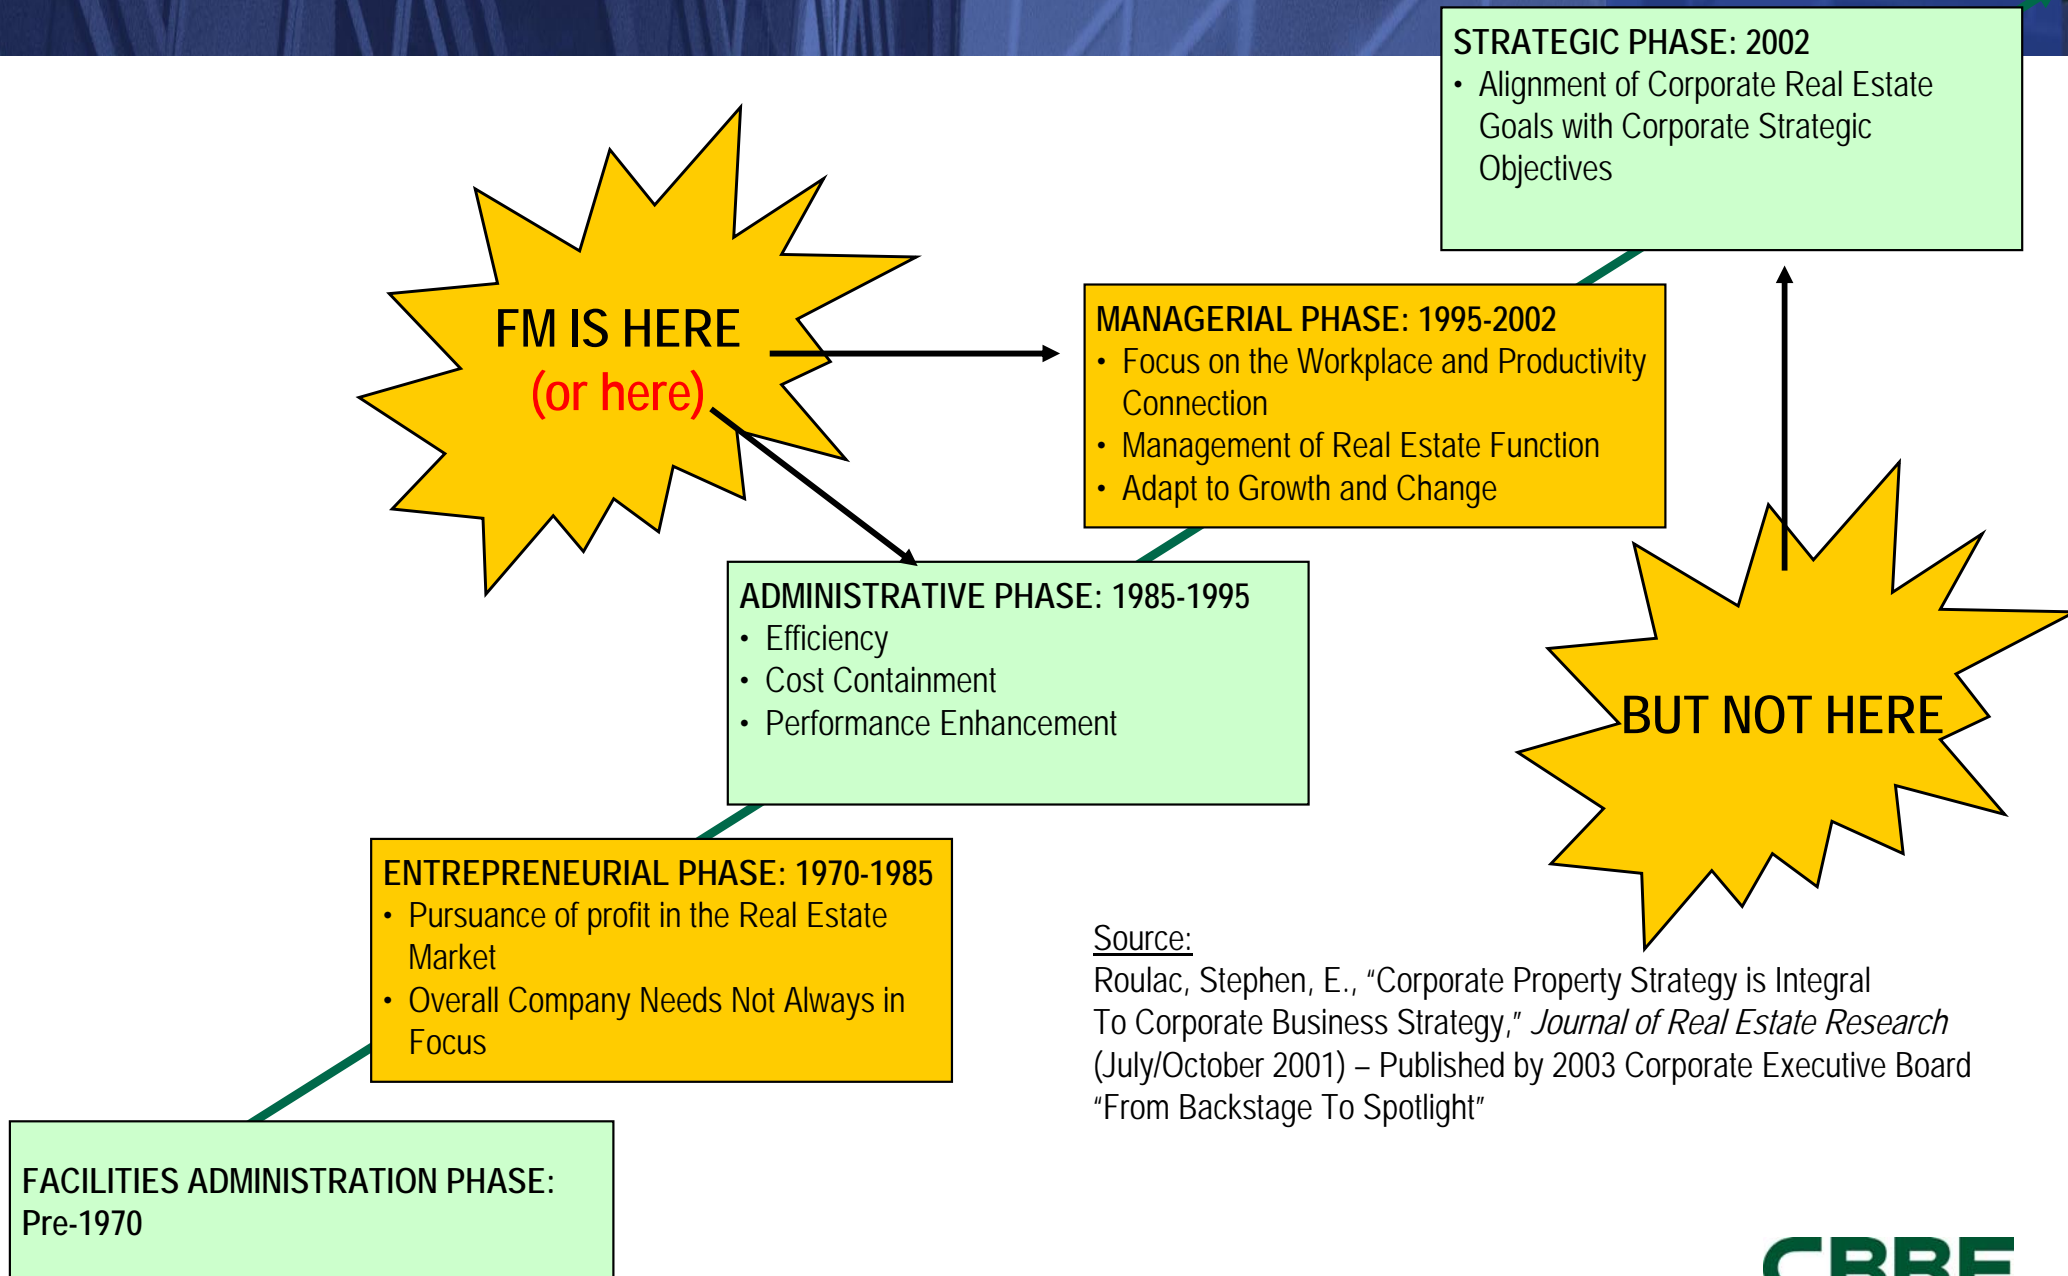 STRATEGIC PHASE: 2002
• Alignment of Corporate Real Estate
Goals with Corporate Strategic
Objectives
FM IS HERE
(or here)
MANAGERIAL PHASE: 1995-2002
• Focus on the Workplace and Productivity
Connection
• Management of Real Estate Function
• Adapt to Growth and Change
ADMINISTRATIVE PHASE: 1985-1995
• Efficiency
• Cost Containment
• Performance Enhancement
BUT NOT HERE
ENTREPRENEURIAL PHASE: 1970-1985
• Pursuance of profit in the Real Estate
Market
• Overall Company Needs Not Always in
Focus
Source:
Roulac, Stephen, E., “Corporate Property Strategy is Integral
To Corporate Business Strategy,” Journal of Real Estate Research
(July/October 2001) – Published by 2003 Corporate Executive Board
“From Backstage To Spotlight”
FACILITIES ADMINISTRATION PHASE:
Pre-1970
CBRE